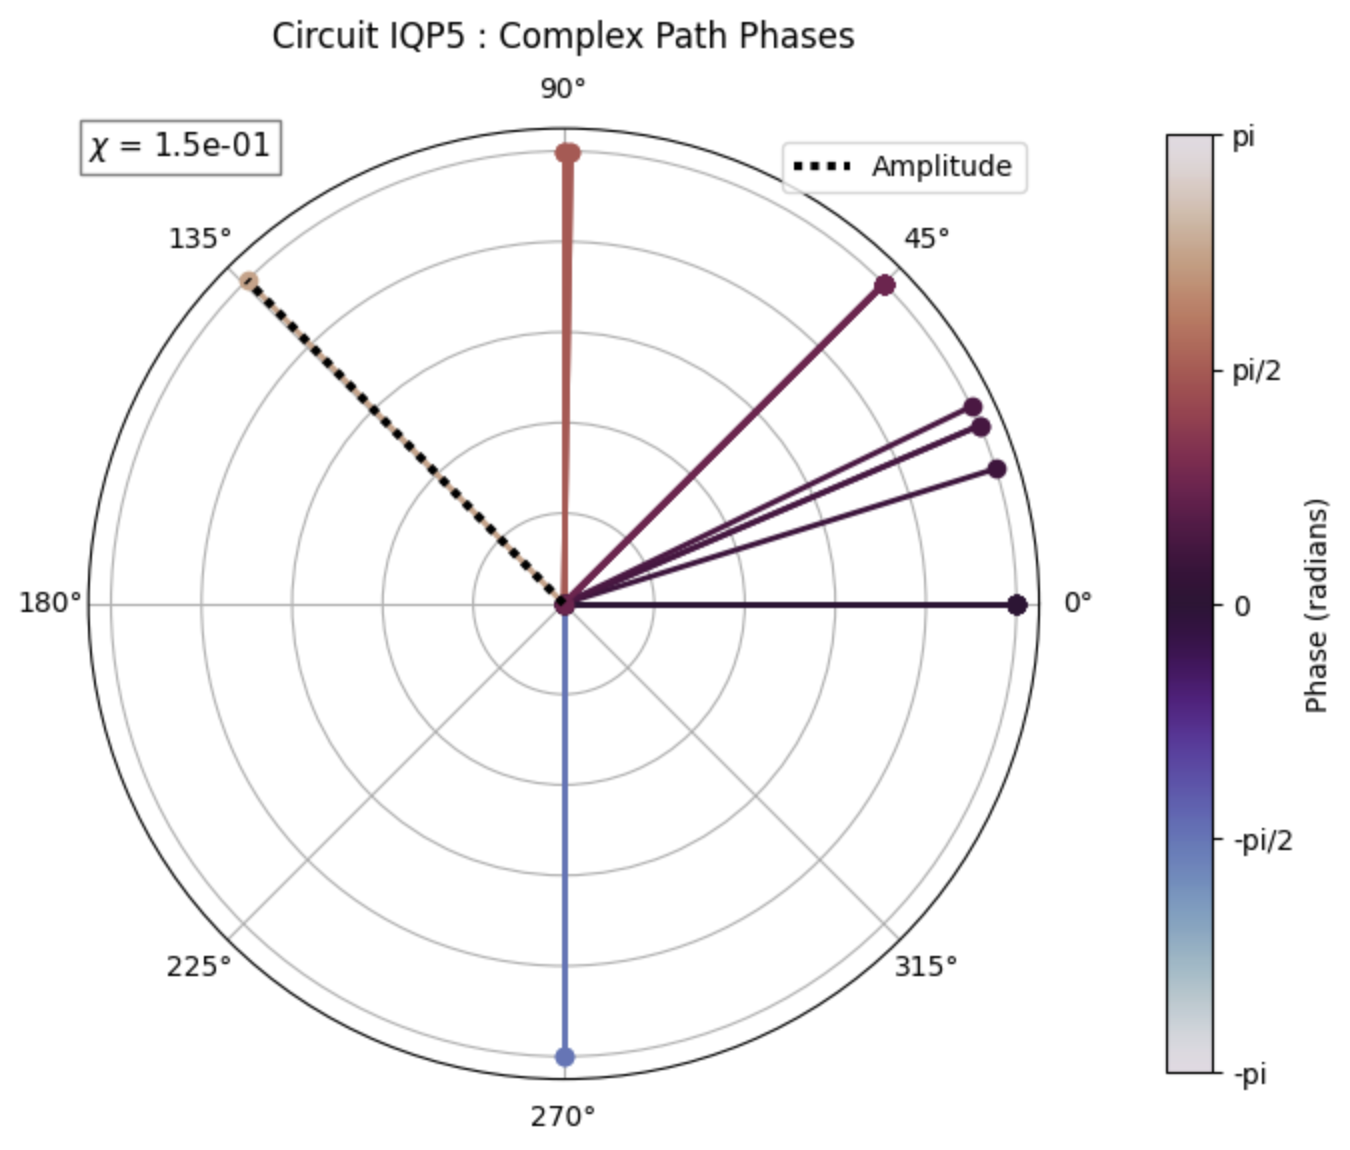 Circuit IQP5 : Complex Path Phases
90°
χ = 1.5e-01
Amplitude
135°
45°
180°
0°
225°
315°
270°
pi
pi/2
0
-pi/2
-pi
Phase (radians)